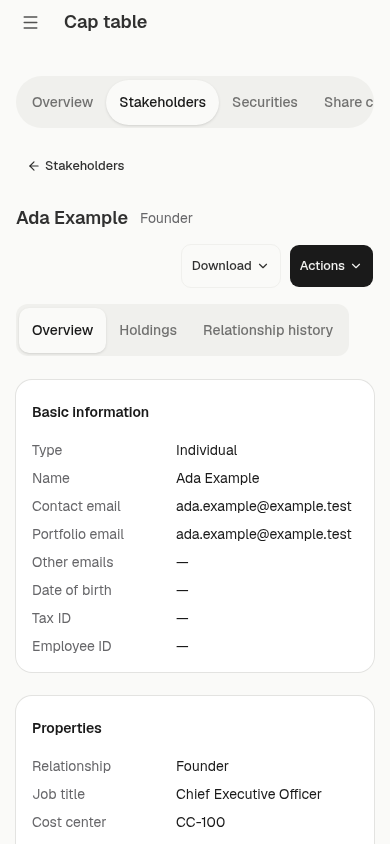 Cap table
Overview Stakeholders Securities Share c
Stakeholders
Ada Example Founder
Download Actions
Overview Holdings Relationship history
Basic information
Type Individual
Name Ada Example
Contact email ada.example@example.test
Portfolio email ada.example@example.test
Other emails —
Date of birth —
Tax ID —
Employee ID —
Properties
Relationship Founder
Job title Chief Executive Officer
Cost center CC-100